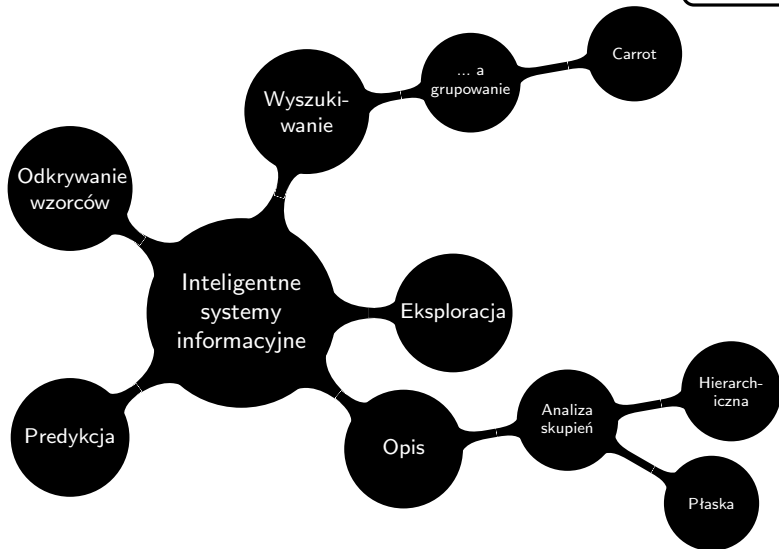 Carrot
... a
grupowanie
Wyszuki-
wanie
Odkrywanie
wzorców
Inteligentne
systemy
informacyjne
Eksploracja
Predykcja
Opis
Analiza
skupień
Hierarch-
iczna
Płaska